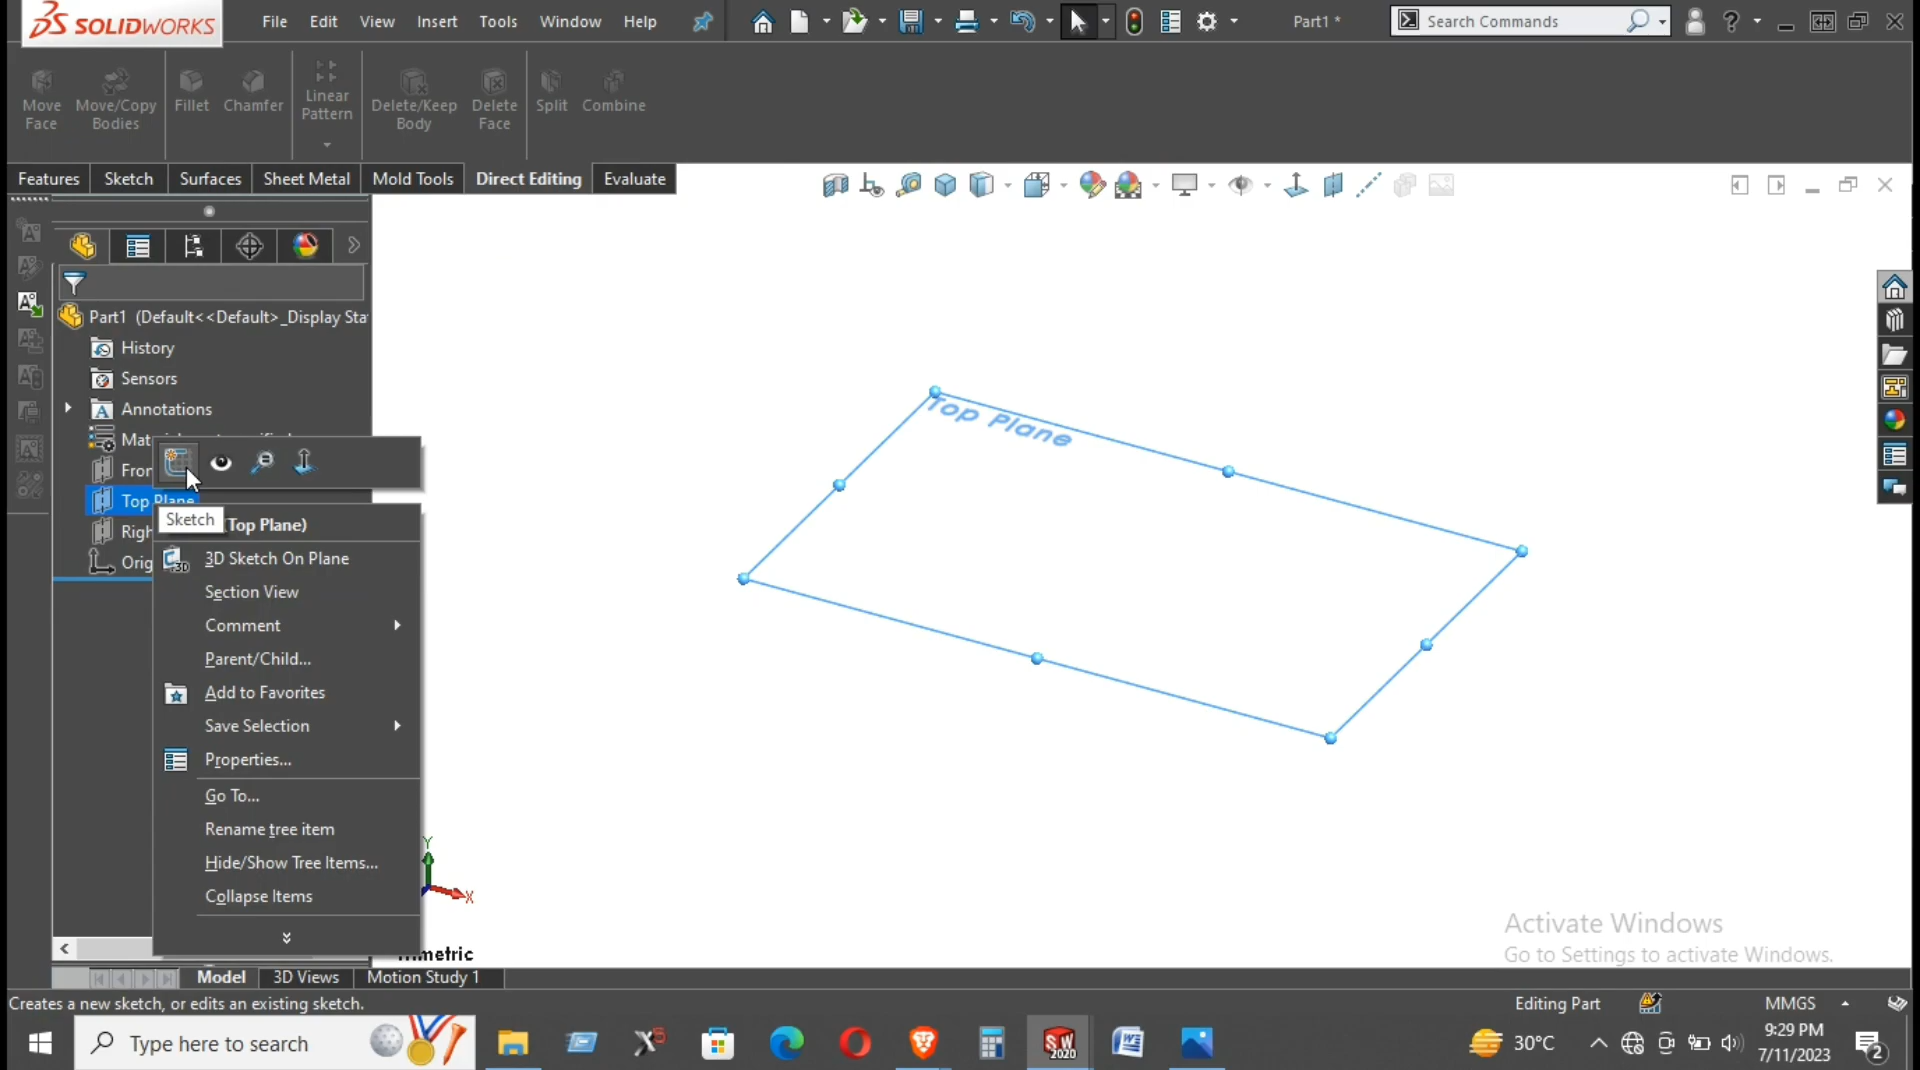 SOLIDWORKS File Edit View Insert Tools Window Help Part1 * Search Commands
Move Face Move/Copy Bodies Fillet Chamfer Linear Pattern Delete/Keep Body Delete Face Split Combine
Features Sketch Surfaces Sheet Metal Mold Tools Direct Editing Evaluate
Part1 (Default<<Default>_Display Sta
History
Sensors
Annotations
Top Plane
Sketch
(Top Plane)
3D Sketch On Plane
Section View
Comment
Parent/Child...
Add to Favorites
Save Selection
Properties...
Go To...
Rename tree item
Hide/Show Tree Items...
Collapse Items
Top Plane
Y
X
Activate Windows
Go to Settings to activate Windows.
Model 3D Views Motion Study 1
Creates a new sketch, or edits an existing sketch. Editing Part MMGS
Type here to search SW 2020 30°C 9:29 PM 7/11/2023 2